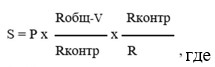 Rобщ-V Rконтр
S = P x ———— x ———— , где
Rконтр R